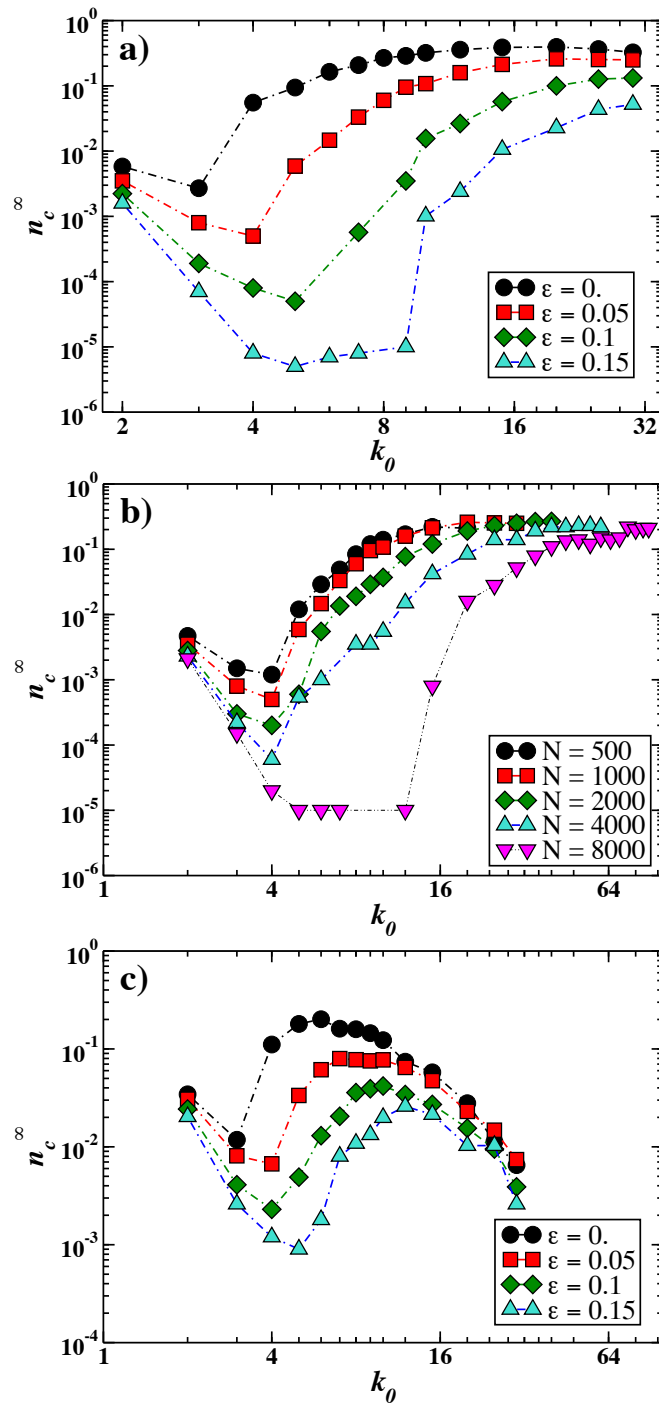 a)
10^0
10^-1
10^-2
10^-3
10^-4
10^-5
10^-6
n_c^∞
2 4 8 16 32
k_0
ε = 0.
ε = 0.05
ε = 0.1
ε = 0.15
b)
10^0
10^-1
10^-2
10^-3
10^-4
10^-5
10^-6
n_c^∞
1 4 16 64
k_0
N = 500
N = 1000
N = 2000
N = 4000
N = 8000
c)
10^0
10^-1
10^-2
10^-3
10^-4
n_c^∞
1 4 16 64
k_0
ε = 0.
ε = 0.05
ε = 0.1
ε = 0.15